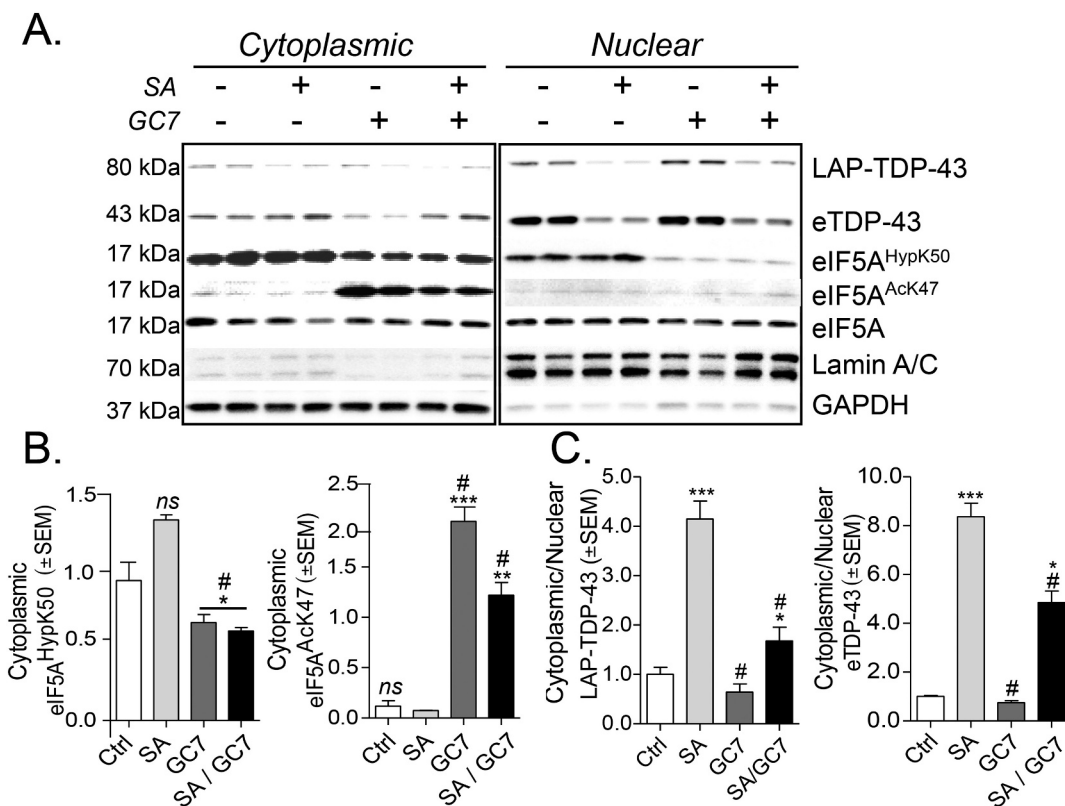 A.
Cytoplasmic Nuclear
SA - + - + - + - +
GC7 - - + + - - + +
80 kDa LAP-TDP-43
43 kDa eTDP-43
17 kDa eIF5A^HypK50
17 kDa eIF5A^AcK47
17 kDa eIF5A
70 kDa Lamin A/C
37 kDa GAPDH
B.
Cytoplasmic
eIF5A^HypK50 (±SEM)
1.5
1.0
0.5
0.0
ns
#
*
Ctrl
SA
GC7
SA / GC7
Cytoplasmic
eIF5A^AcK47 (±SEM)
2.5
2.0
1.5
1.0
0.5
0.0
ns
#
***
#
**
Ctrl
SA
GC7
SA / GC7
C.
Cytoplasmic/Nuclear
LAP-TDP-43 (±SEM)
5.0
4.0
3.0
2.0
1.0
0.0
***
#
#
*
Ctrl
SA
GC7
SA/GC7
Cytoplasmic/Nuclear
eTDP-43 (±SEM)
10.0
8.0
6.0
4.0
2.0
0.0
***
#
*
#
Ctrl
SA
GC7
SA / GC7